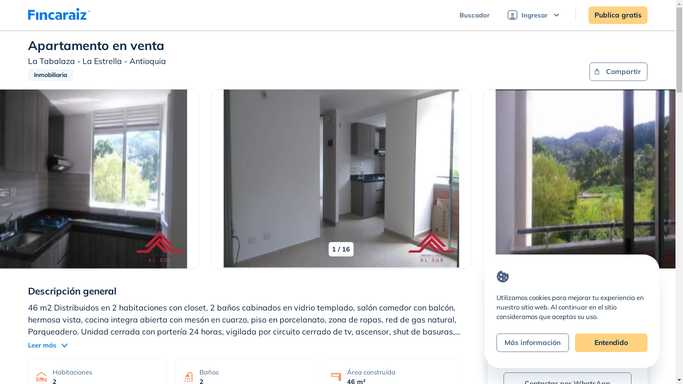 Fincaraiz
Buscador
Ingresar
Publica gratis
Apartamento en venta
La Tabalaza - La Estrella - Antioquia
Inmobiliaria
Compartir
1 / 16
AL SUR
Descripción general
46 m2 Distribuidos en 2 habitaciones con closet, 2 baños cabinados en vidrio templado, salón comedor con balcón,
hermosa vista, cocina integra abierta con mesón en cuarzo, piso en porcelanato, zona de ropas, red de gas natural,
Parqueadero. Unidad cerrada con portería 24 horas, vigilada por circuito cerrado de tv, ascensor, shut de basuras,...
Leer más
Habitaciones
2
Baños
2
Área construida
46 m²
Utilizamos cookies para mejorar tu experiencia en
nuestro sitio web. Al continuar en el sitio
consideramos que aceptas su uso.
Más información
Entendido
Contactar por WhatsApp